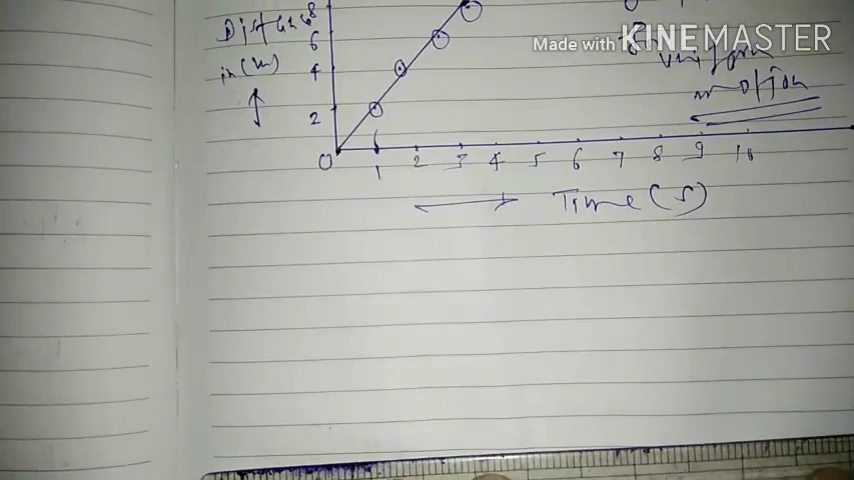 8
Distance
6
in (m)
4
2
0
1 2 3 4 5 6 7 8 9 10
Time (s)
Made with KINEMASTER
uniform
motion